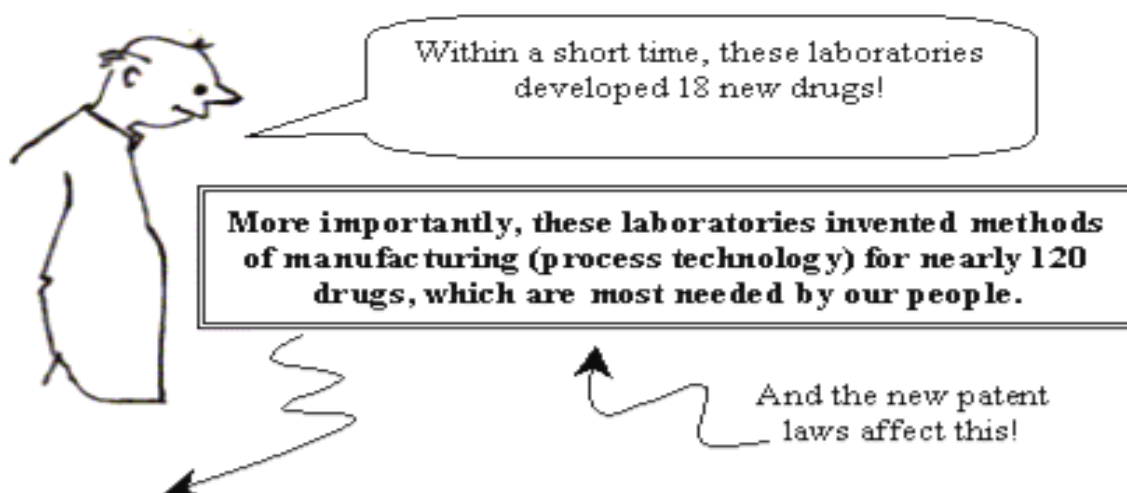 Within a short time, these laboratories
developed 18 new drugs!
More importantly, these laboratories invented methods
of manufacturing (process technology) for nearly 120
drugs, which are most needed by our people.
And the new patent
laws affect this!